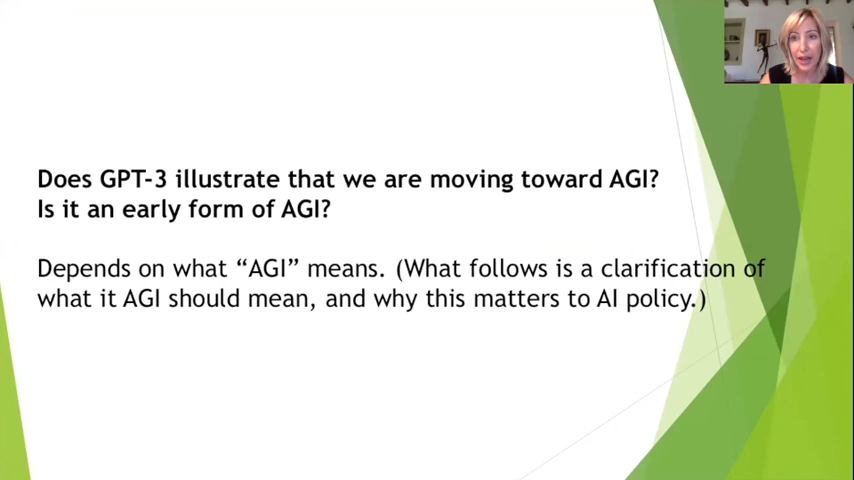 Does GPT-3 illustrate that we are moving toward AGI?
Is it an early form of AGI?
Depends on what “AGI” means. (What follows is a clarification of
what it AGI should mean, and why this matters to AI policy.)